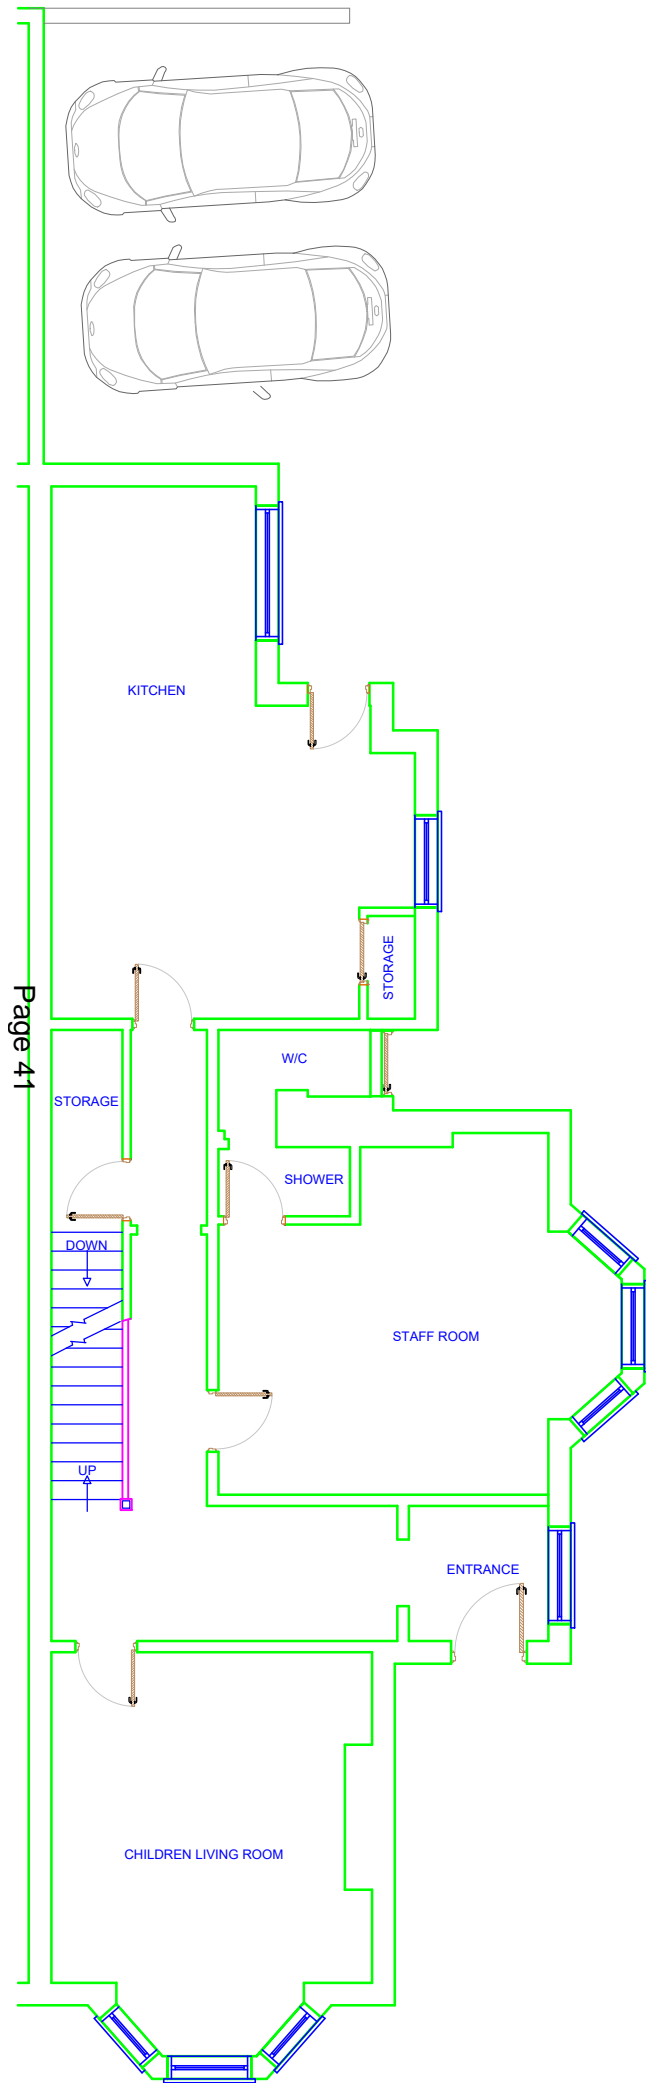 KITCHEN
STORAGE
Page 41
W/C
STORAGE
SHOWER
DOWN
STAFF ROOM
UP
ENTRANCE
CHILDREN LIVING ROOM